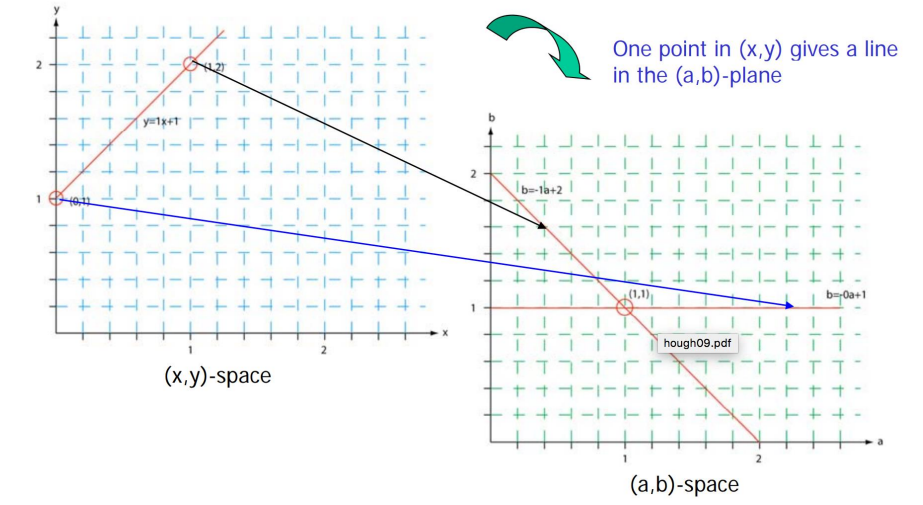 y
2
(1,2)
y=1x+1
1
(0,1)
1
2
x
(x,y)-space
One point in (x,y) gives a line
in the (a,b)-plane
b
2
b=-1a+2
(1,1)
b=-0a+1
1
hough09.pdf
1
2
a
(a,b)-space